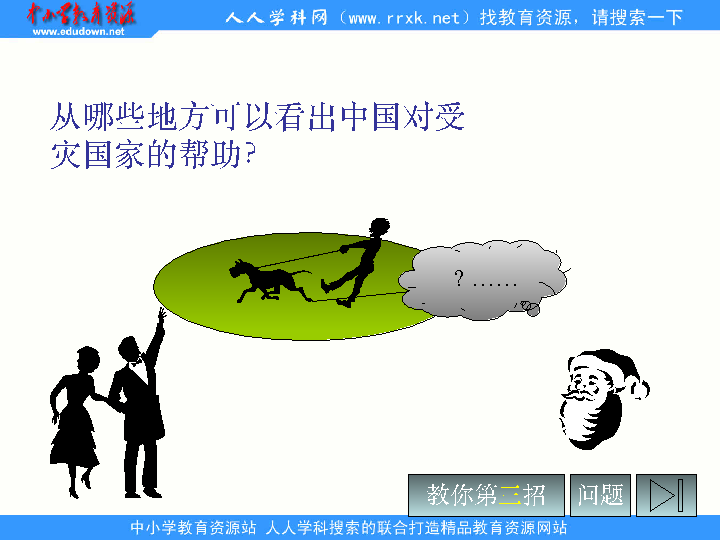 中小学教育资源
www.edudown.net
人人学科网（www.rrxk.net）找教育资源，请搜索一下
从哪些地方可以看出中国对受
灾国家的帮助?
？……
教你第三招
问题
中小学教育资源站 人人学科搜索的联合打造精品教育资源网站